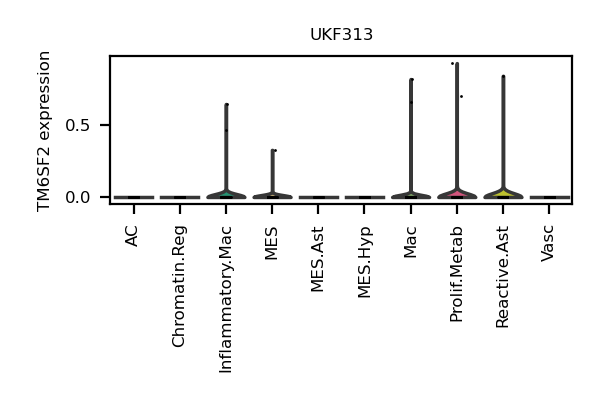 UKF313
TM6SF2 expression
0.5
0.0
AC
Chromatin.Reg
Inflammatory.Mac
MES
MES.Ast
MES.Hyp
Mac
Prolif.Metab
Reactive.Ast
Vasc